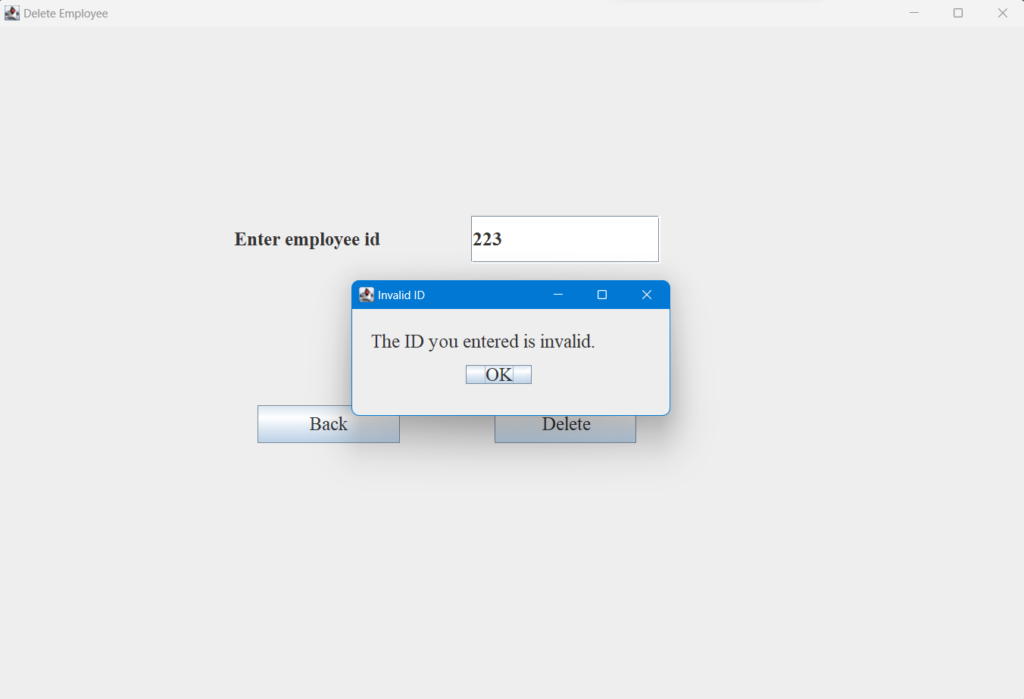 Delete Employee
Enter employee id
223
Invalid ID
The ID you entered is invalid.
OK
Back
Delete